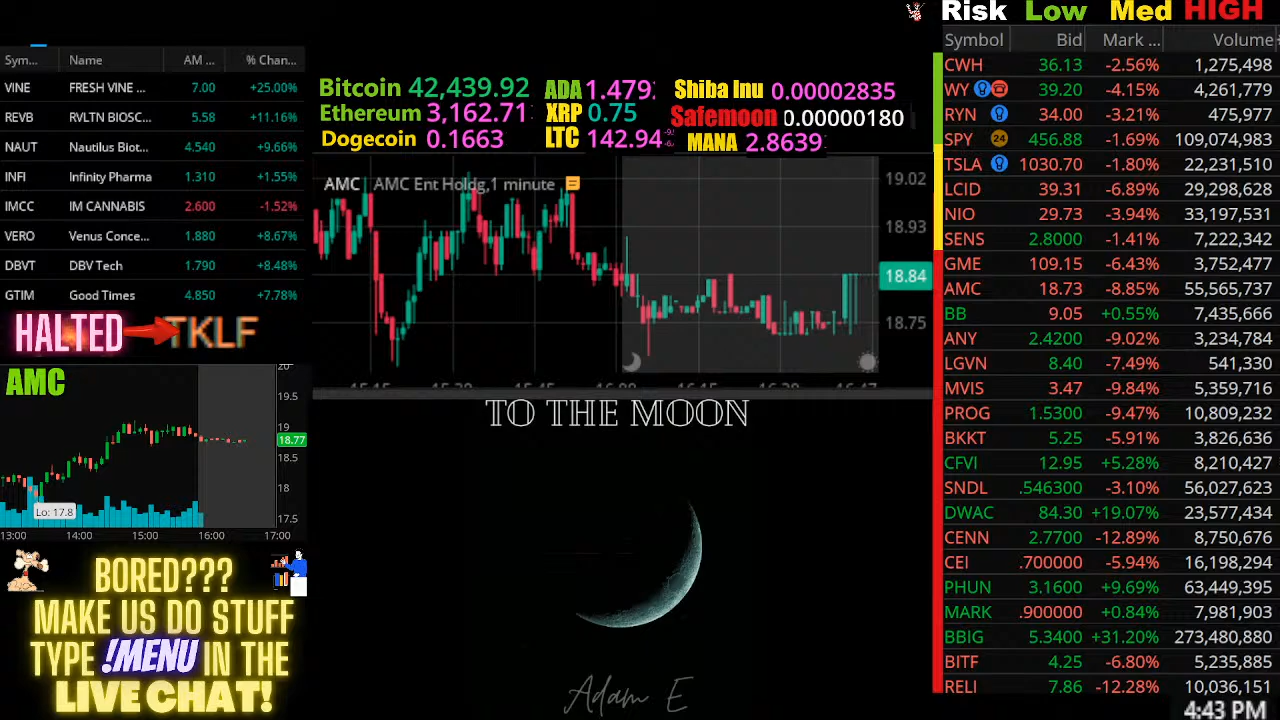 Sym... Name AM ... % Chan...
VINE FRESH VINE ... 7.00 +25.00%
REVB RVLTN BIOSC... 5.58 +11.16%
NAUT Nautilus Biot... 4.540 +9.66%
INFI Infinity Pharma 1.310 +1.55%
IMCC IM CANNABIS 2.600 -1.52%
VERO Venus Conce... 1.880 +8.67%
DBVT DBV Tech 1.790 +8.48%
GTIM Good Times 4.850 +7.78%
HALTED TKLF
AMC
20
19.5
19
18.77
18.5
18
Lo: 17.8
17.5
13:00 14:00 15:00 16:00 17:00
BORED???
MAKE US DO STUFF
TYPE !MENU IN THE
LIVE CHAT!
Bitcoin 42,439.92 ADA 1.479 Shiba Inu 0.00002835
Ethereum 3,162.71 XRP 0.75 Safemoon 0.00000180
Dogecoin 0.1663 LTC 142.94 MANA 2.8639
AMC AMC Ent Holdg,1 minute
19.02
18.93
18.84
18.75
TO THE MOON
Adam E
Risk Low Med HIGH
Symbol Bid Mark ... Volume
CWH 36.13 -2.56% 1,275,498
WY 39.20 -4.15% 4,261,779
RYN 34.00 -3.21% 475,977
SPY 24 456.88 -1.69% 109,074,983
TSLA 1030.70 -1.80% 22,231,510
LCID 39.31 -6.89% 29,298,628
NIO 29.73 -3.94% 33,197,531
SENS 2.8000 -1.41% 7,222,342
GME 109.15 -6.43% 3,752,477
AMC 18.73 -8.85% 55,565,737
BB 9.05 +0.55% 7,435,666
ANY 2.4200 -9.02% 3,234,784
LGVN 8.40 -7.49% 541,330
MVIS 3.47 -9.84% 5,359,716
PROG 1.5300 -9.47% 10,809,232
BKKT 5.25 -5.91% 3,826,636
CFVI 12.95 +5.28% 8,210,427
SNDL .546300 -3.10% 56,027,623
DWAC 84.30 +19.07% 23,577,434
CENN 2.7700 -12.89% 8,750,676
CEI .700000 -5.94% 16,198,294
PHUN 3.1600 +9.69% 63,449,395
MARK .900000 +0.84% 7,981,903
BBIG 5.3400 +31.20% 273,480,880
BITF 4.25 -6.80% 5,235,885
RELI 7.86 -12.28% 10,036,151
4:43 PM